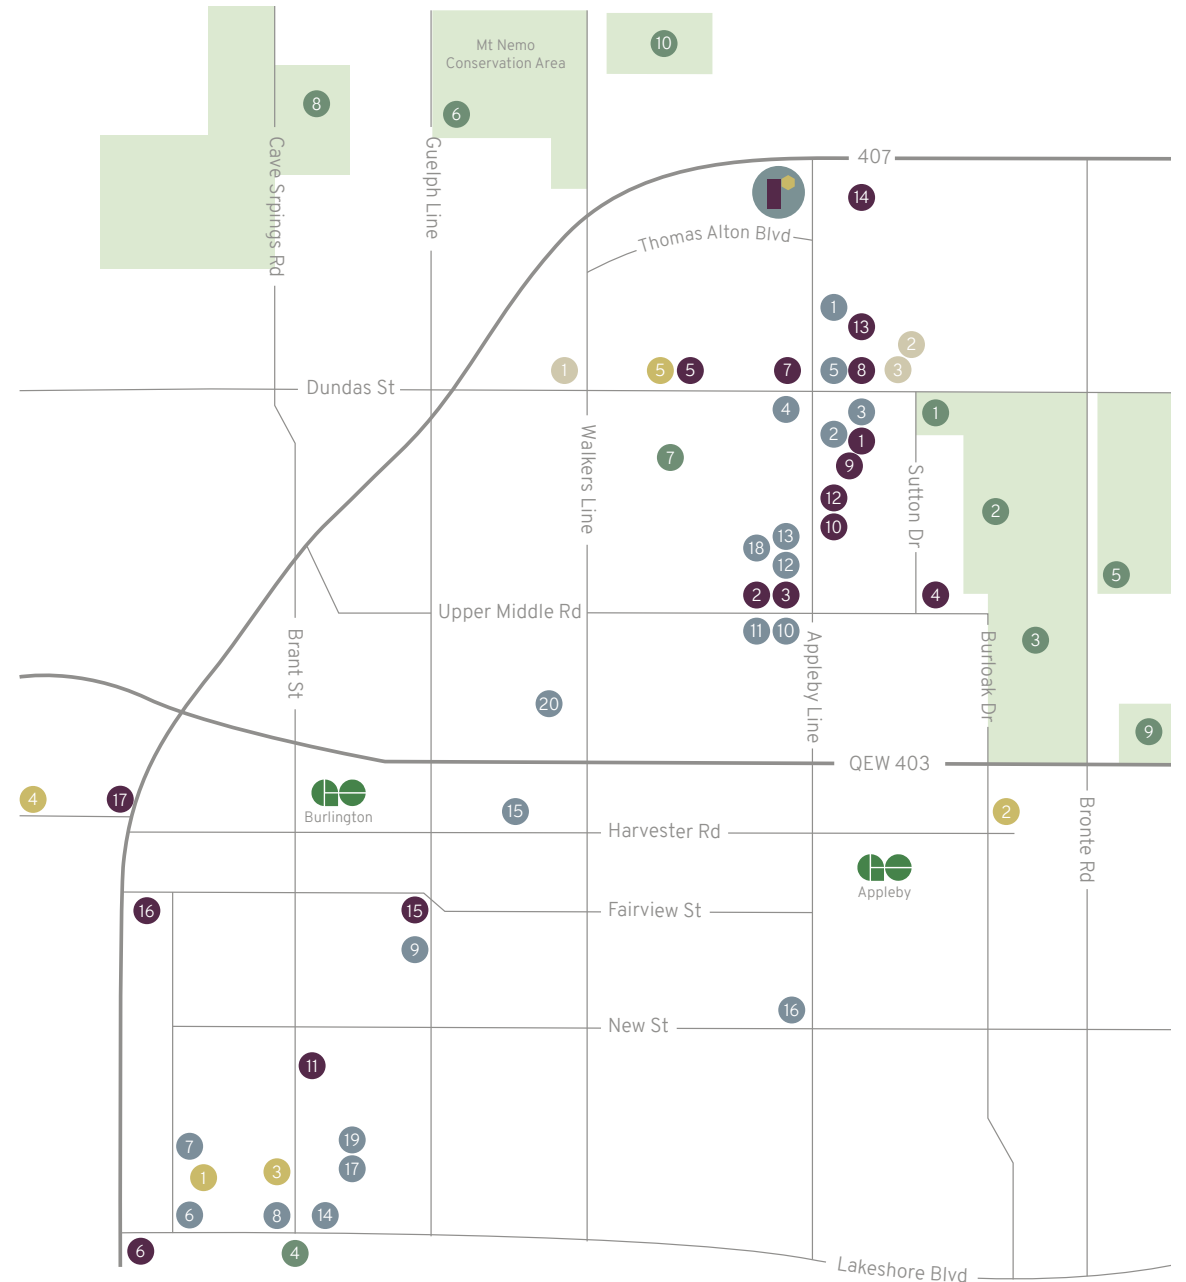 10
Mt Nemo
Conservation Area
8
6
Cave Srpings Rd
Guelph Line
407
14
Thomas Alton Blvd
1
13
2
1
5
5
7
5
8
3
Dundas St
4
3
1
2
1
Walkers Line
7
9
Sutton Dr
12
2
10
13
18
12
5
2
3
4
Upper Middle Rd
11
10
3
Brant St
Appleby Line
Burloak Dr
20
9
QEW 403
4
17
Burlington
15
2
Bronte Rd
Harvester Rd
Appleby
16
15
Fairview St
9
16
New St
11
7
19
1
3
17
6
8
14
6
4
Lakeshore Blvd